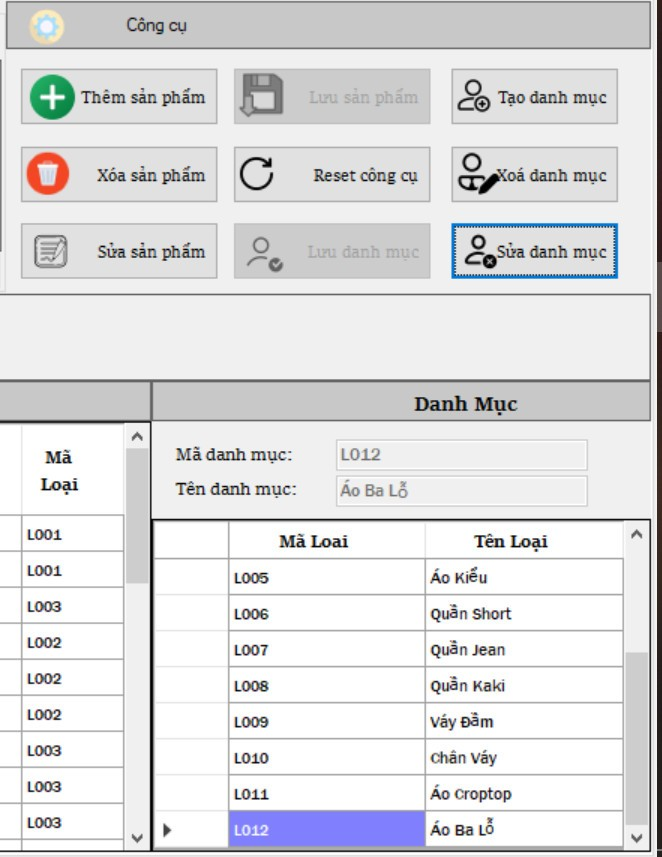 Công cụ
Thêm sản phẩm
Lưu sản phẩm
Tạo danh mục
Xóa sản phẩm
Reset công cụ
Xoá danh mục
Sửa sản phẩm
Lưu danh mục
Sửa danh mục
Danh Mục
Mã
Loại
L001
L001
L003
L002
L002
L002
L003
L003
L003
Mã danh mục: L012
Tên danh mục: Áo Ba Lỗ
Mã Loai Tên Loại
L005 Áo Kiểu
L006 Quần Short
L007 Quần Jean
L008 Quần Kaki
L009 Váy Đầm
L010 Chân Váy
L011 Áo Croptop
L012 Áo Ba Lỗ